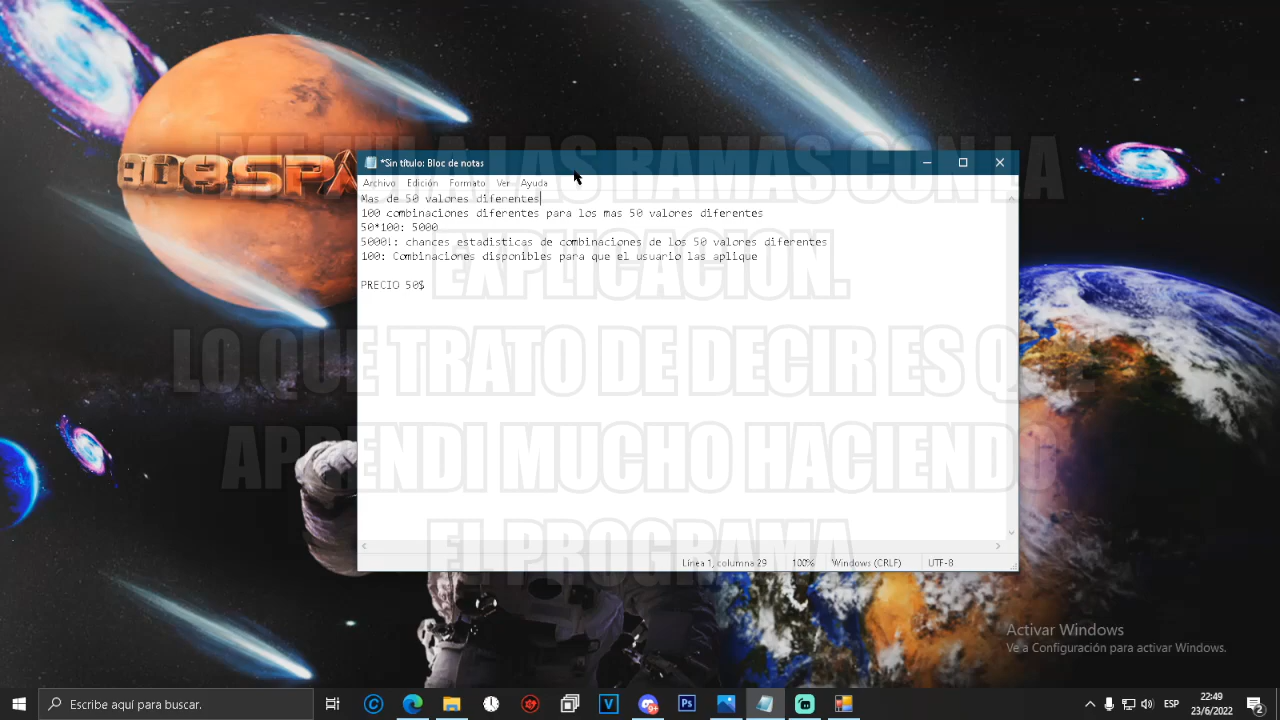 808SPA
ME FUI A LAS RAMAS CON LA
EXPLICACION.
LO QUE TRATO DE DECIR ES QUE
APRENDI MUCHO HACIENDO
EL PROGRAMA
*Sin título: Bloc de notas
Archivo Edición Formato Ver Ayuda
Mas de 50 valores diferentes
100 combinaciones diferentes para los mas 50 valores diferentes
50*100: 5000
5000!: chances estadisticas de combinaciones de los 50 valores diferentes
100: Combinaciones disponibles para que el usuario las aplique
PRECIO 50$
Línea 1, columna 29 100% Windows (CRLF) UTF-8
Activar Windows
Ve a Configuración para activar Windows.
Escribe aquí para buscar.
C V Ps ESP
22:49
23/6/2022
2